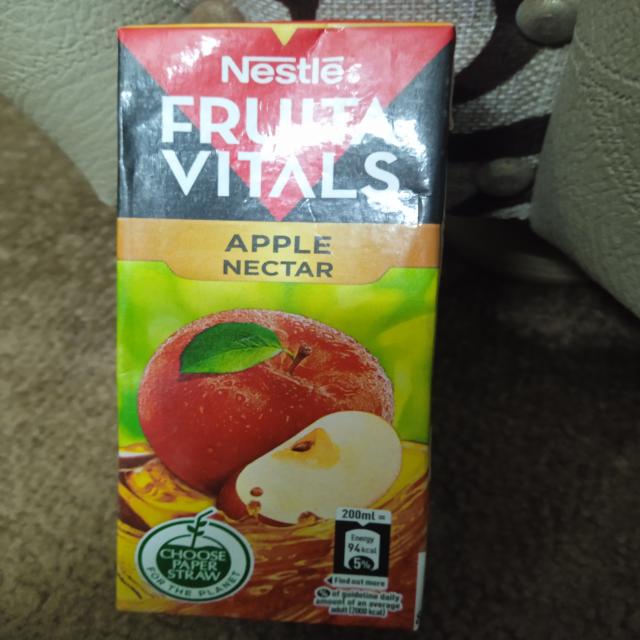 Nestlé
FRUITA
VITALS
APPLE
NECTAR
CHOOSE
PAPER
STRAW
FOR THE PLANET
200ml =
Energy
94kcal
5%
Find out more
% of guideline daily
amount of an average
adult (2000 kcal)